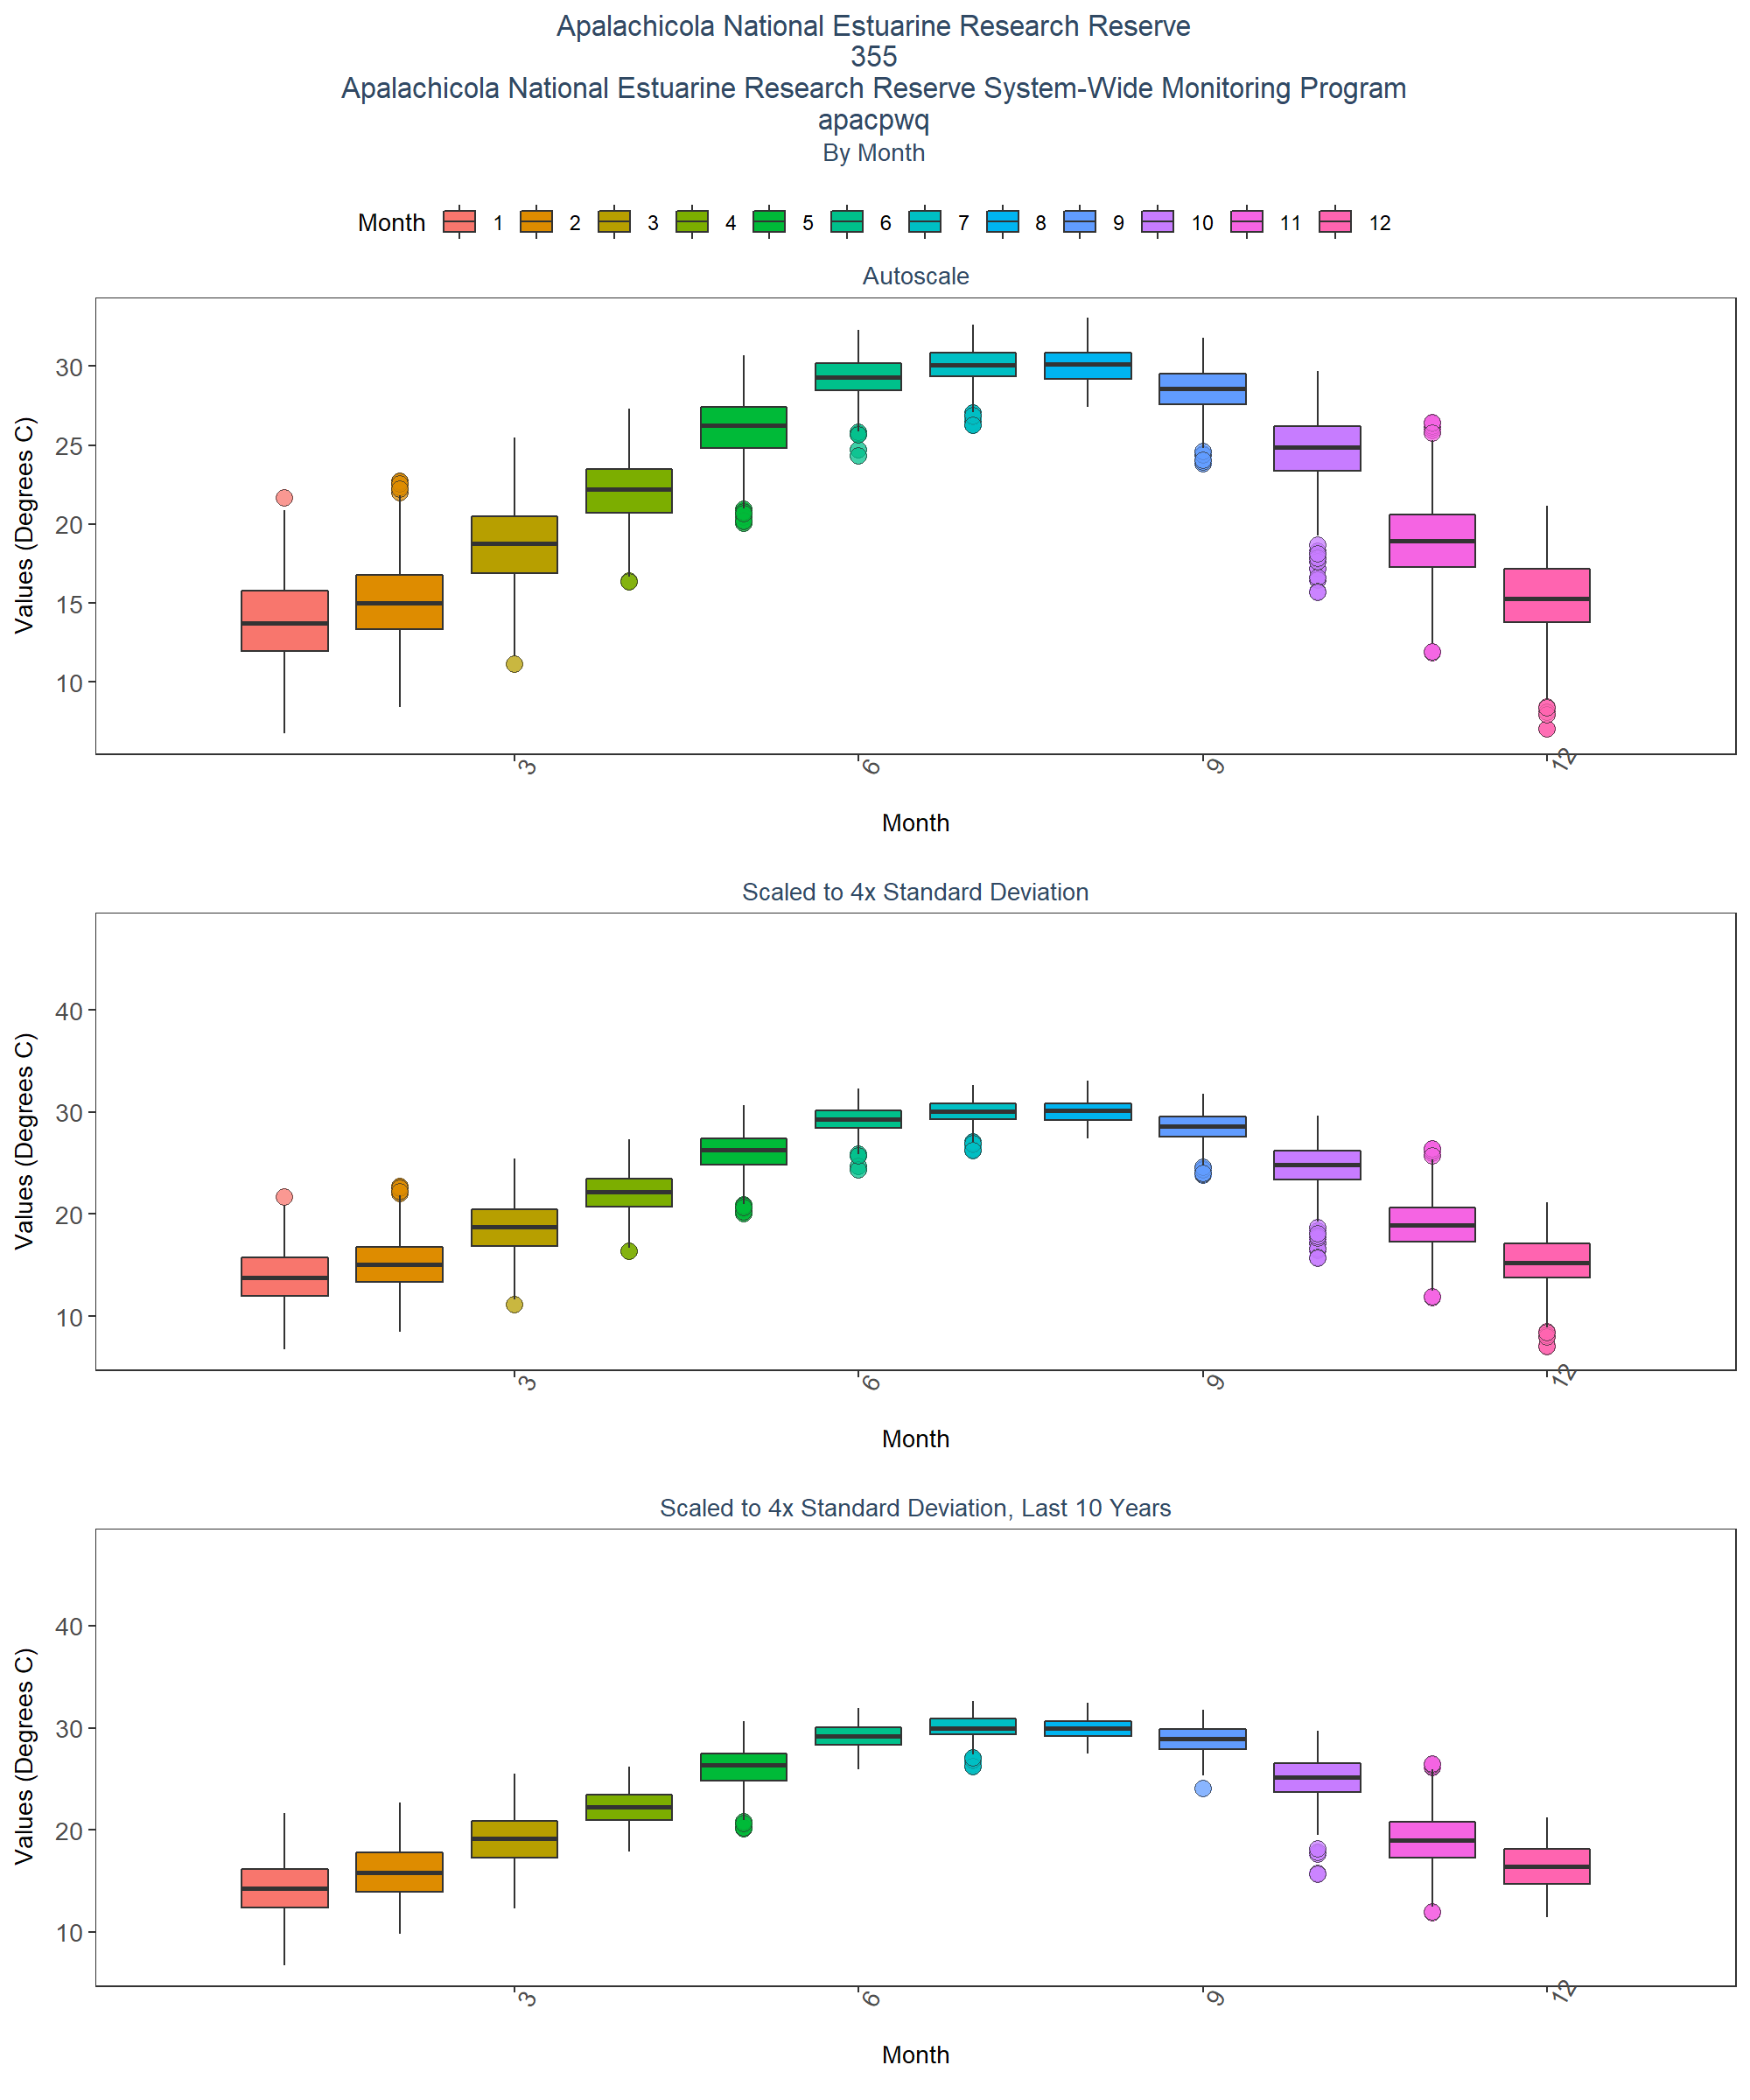 Apalachicola National Estuarine Research Reserve
355
Apalachicola National Estuarine Research Reserve System-Wide Monitoring Program
apacpwq
By Month
Month 1 2 3 4 5 6 7 8 9 10 11 12
Autoscale
Values (Degrees C)
30
25
20
15
10
3 6 9 12
Month
Scaled to 4x Standard Deviation
Values (Degrees C)
40
30
20
10
3 6 9 12
Month
Scaled to 4x Standard Deviation, Last 10 Years
Values (Degrees C)
40
30
20
10
3 6 9 12
Month